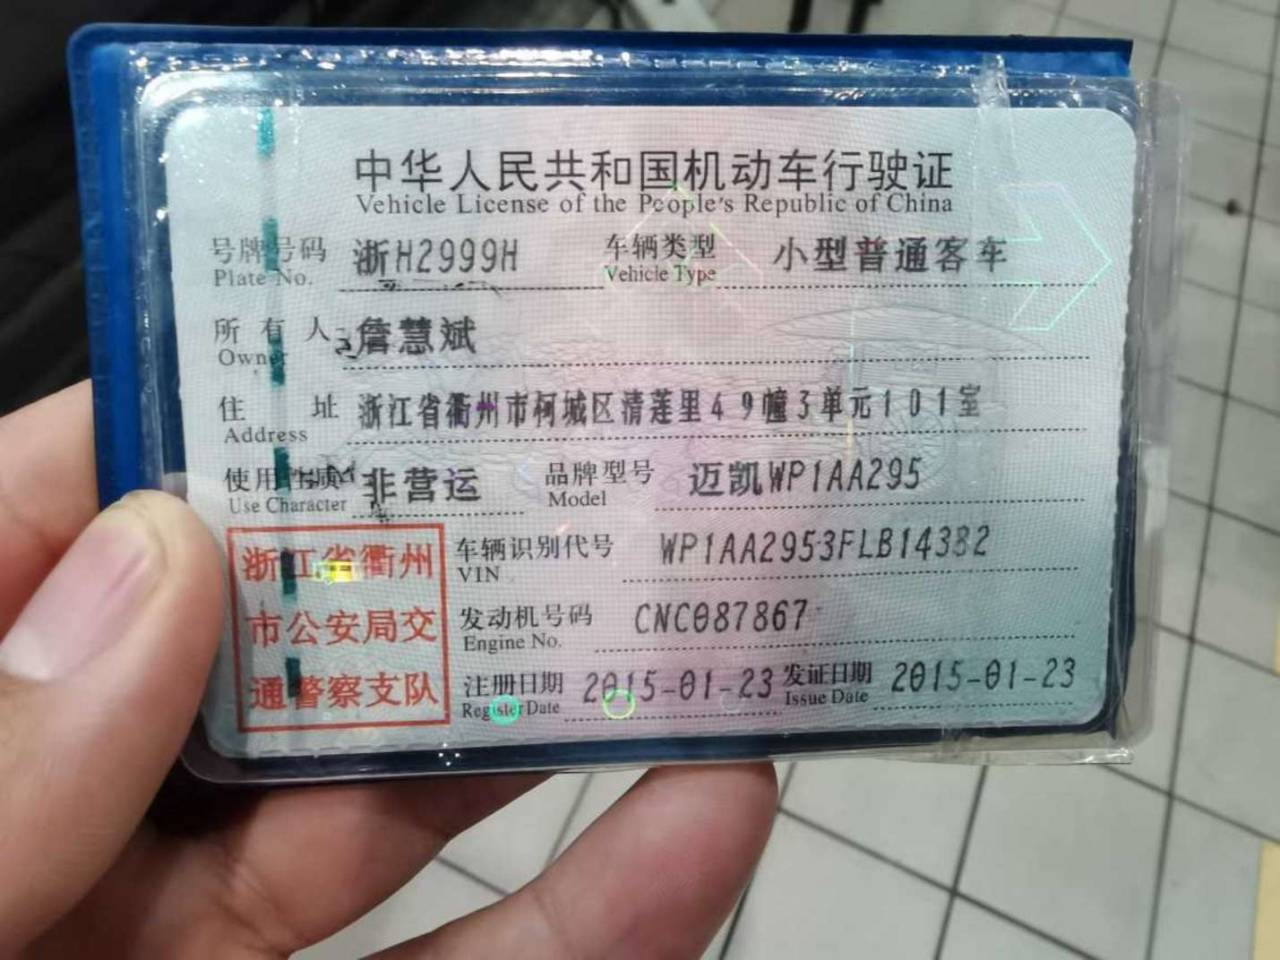 中华人民共和国机动车行驶证
Vehicle License of the People's Republic of China
号牌号码 浙H2999H 车辆类型 小型普通客车
Plate No. Vehicle Type
所有人 詹慧斌
Owner
住址 浙江省衢州市柯城区清莲里49幢3单元101室
Address
使用性质 非营运 品牌型号 迈凯WP1AA295
Use Character Model
浙江省衢州
市公安局交
通警察支队
车辆识别代号 WP1AA2953FLB14382
VIN
发动机号码 CNC087867
Engine No.
注册日期 2015-01-23 发证日期 2015-01-23
Register Date Issue Date